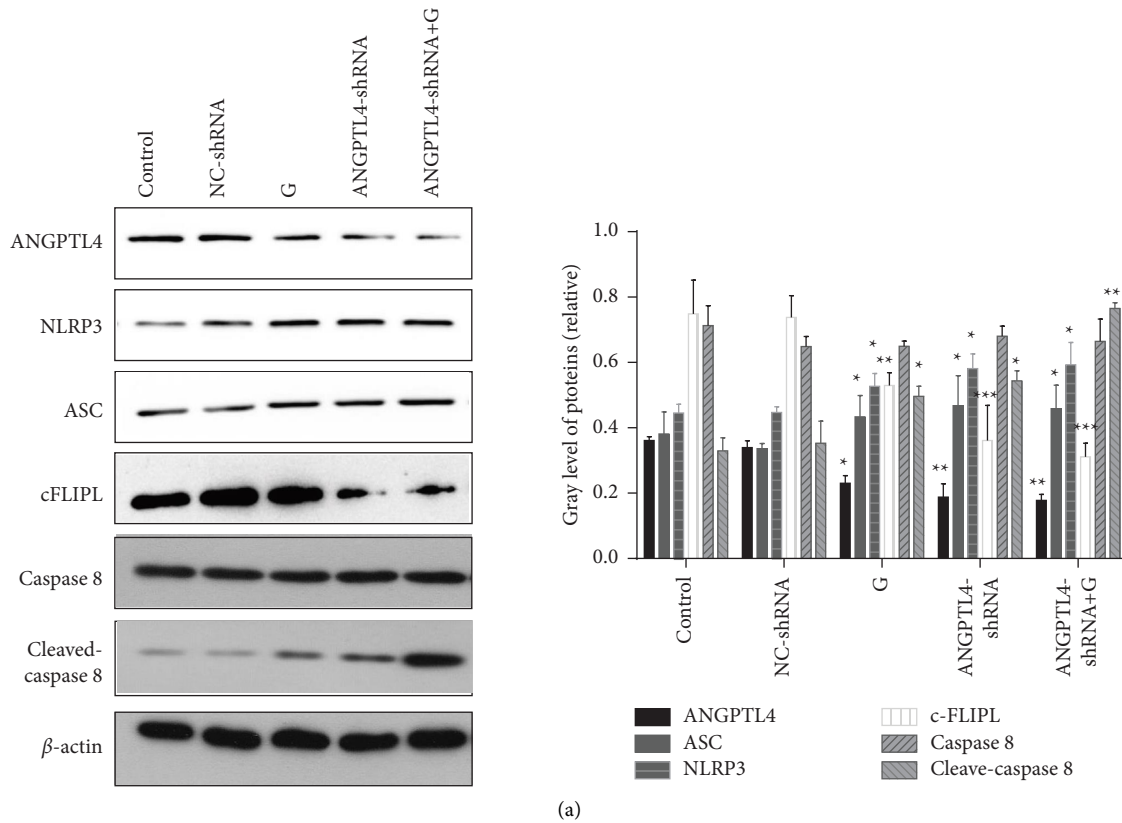 Control
NC-shRNA
G
ANGPTL4-shRNA
ANGPTL4-shRNA+G
ANGPTL4
NLRP3
ASC
cFLIPL
Caspase 8
Cleaved-
caspase 8
β-actin
Gray level of ptoteins (relative)
1.0
0.8
0.6
0.4
0.2
0.0
*
*
*
**
*
**
*
*
***
*
**
*
*
***
**
Control
NC-shRNA
G
ANGPTL4-
shRNA
ANGPTL4-
shRNA+G
ANGPTL4
ASC
NLRP3
c-FLIPL
Caspase 8
Cleave-caspase 8
(a)